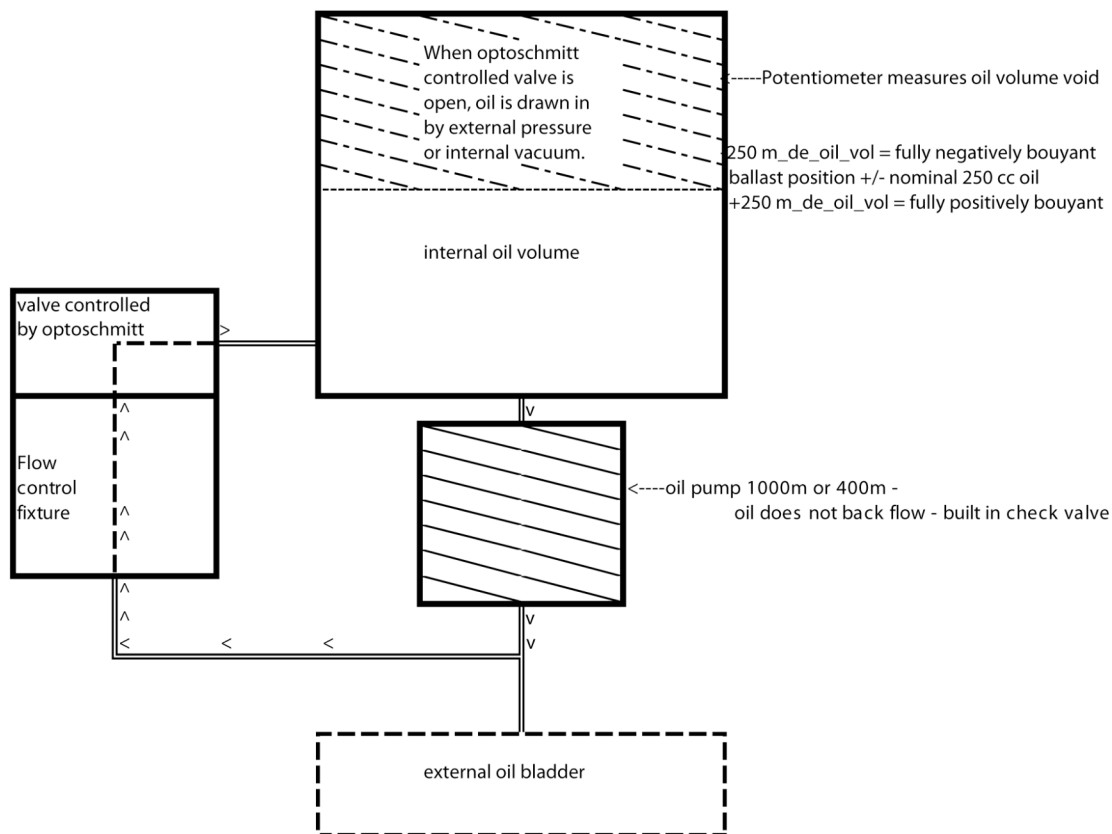 When optoschmitt
controlled valve is
open, oil is drawn in
by external pressure
or internal vacuum.
<-----Potentiometer measures oil volume void
-250 m_de_oil_vol = fully negatively bouyant
ballast position +/- nominal 250 cc oil
+250 m_de_oil_vol = fully positively bouyant
internal oil volume
valve controlled
by optoschmitt
>
v
^
^
Flow
control
fixture
^
^
<----oil pump 1000m or 400m -
oil does not back flow - built in check valve
^
^
v
< < < v
external oil bladder